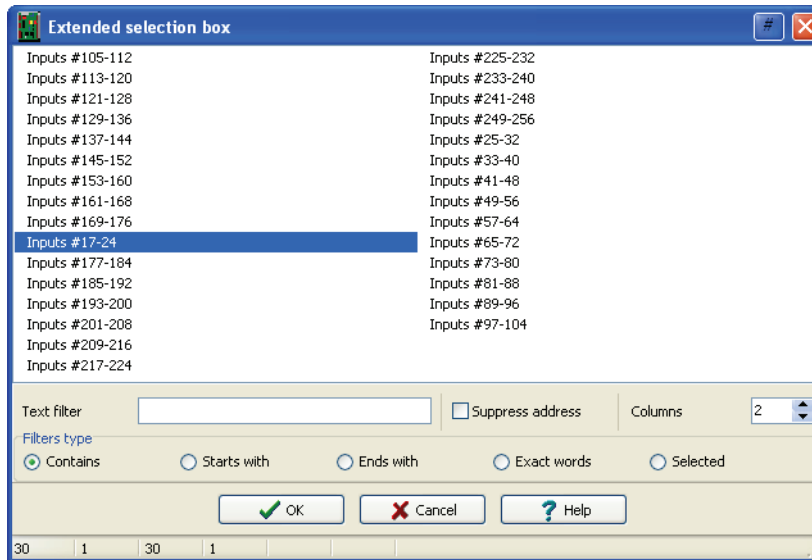 Extended selection box
#
Inputs #105-112
Inputs #113-120
Inputs #121-128
Inputs #129-136
Inputs #137-144
Inputs #145-152
Inputs #153-160
Inputs #161-168
Inputs #169-176
Inputs #17-24
Inputs #177-184
Inputs #185-192
Inputs #193-200
Inputs #201-208
Inputs #209-216
Inputs #217-224
Inputs #225-232
Inputs #233-240
Inputs #241-248
Inputs #249-256
Inputs #25-32
Inputs #33-40
Inputs #41-48
Inputs #49-56
Inputs #57-64
Inputs #65-72
Inputs #73-80
Inputs #81-88
Inputs #89-96
Inputs #97-104
Text filter Suppress address Columns 2
Filters type
Contains Starts with Ends with Exact words Selected
OK Cancel Help
30 1 30 1